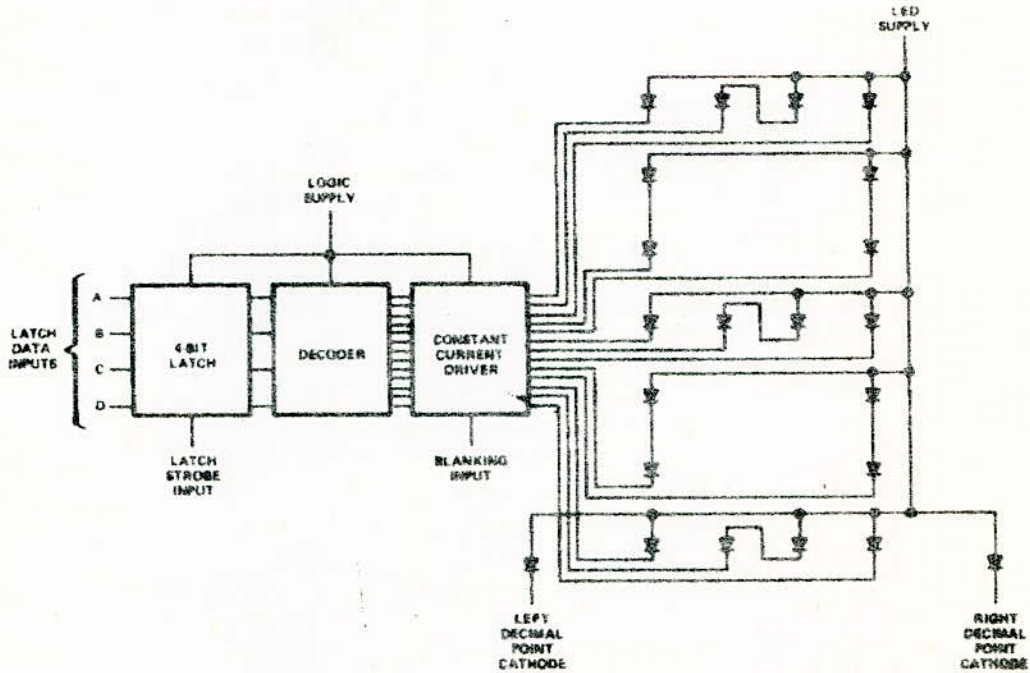 LED
SUPPLY
LOGIC
SUPPLY
LATCH
DATA
INPUTS
A
B
C
D
4-BIT
LATCH
DECODER
CONSTANT
CURRENT
DRIVER
LATCH
STROBE
INPUT
BLANKING
INPUT
LEFT
DECIMAL
POINT
CATHODE
RIGHT
DECIMAL
POINT
CATHODE